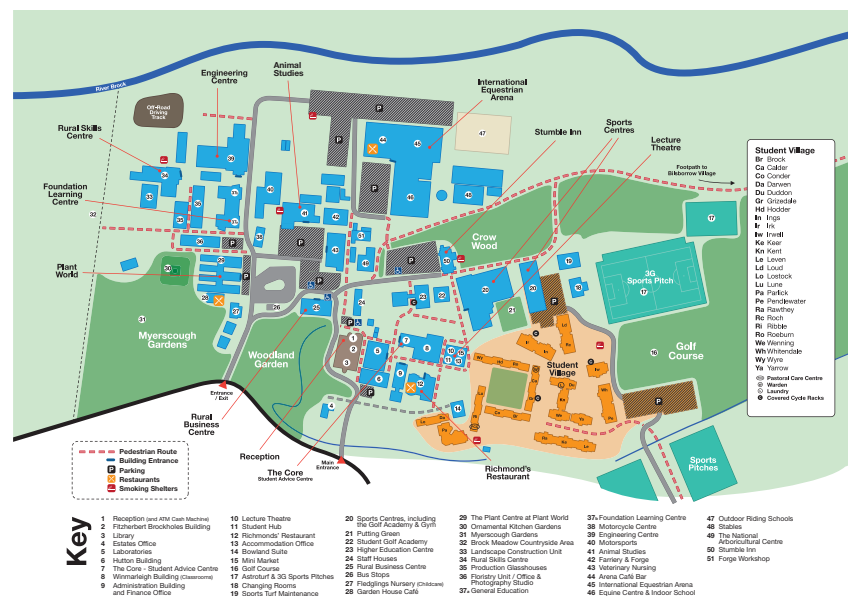 River Brock
Off-Road
Driving
Track
Engineering
Centre
Animal
Studies
International
Equestrian
Arena
Sports
Centres
Stumble Inn
Lecture
Theatre
Rural Skills
Centre
Foundation
Learning
Centre
Plant
World
Myerscough
Gardens
Woodland
Garden
Crow
Wood
Footpath to
Bilsborrow Village
3G
Sports Pitch
Golf
Course
Student
Village
Sports
Pitches
Entrance
/ Exit
Main
Entrance
Rural
Business
Centre
Reception
The Core
Student Advice Centre
Richmond's
Restaurant
Student Village
Br Brock
Ca Calder
Co Conder
Da Darwen
Du Duddon
Gr Grizedale
Hd Hodder
In Ings
Ir Irk
Iw Irwell
Ke Keer
Kn Kent
Le Leven
Ld Loud
Lo Lostock
Lu Lune
Pa Parlick
Pe Pendlewater
Ra Rawthey
Rc Roch
Ri Ribble
Ro Roeburn
We Wenning
Wh Whitendale
Wy Wyre
Ya Yarrow
Pastoral Care Centre
Warden
Laundry
Covered Cycle Racks
Pedestrian Route
Building Entrance
P Parking
Restaurants
Smoking Shelters
Key
1 Reception (and ATM Cash Machine)
2 Fitzherbert Brockholes Building
3 Library
4 Estates Office
5 Laboratories
6 Hutton Building
7 The Core - Student Advice Centre
8 Winmarleigh Building (Classrooms)
9 Administration Building
and Finance Office
10 Lecture Theatre
11 Student Hub
12 Richmonds' Restaurant
13 Accommodation Office
14 Bowland Suite
15 Mini Market
16 Golf Course
17 Astroturf & 3G Sports Pitches
18 Changing Rooms
19 Sports Turf Maintenance
20 Sports Centres, including
the Golf Academy & Gym
21 Putting Green
22 Student Golf Academy
23 Higher Education Centre
24 Staff Houses
25 Rural Business Centre
26 Bus Stops
27 Fledglings Nursery (Childcare)
28 Garden House Café
29 The Plant Centre at Plant World
30 Ornamental Kitchen Gardens
31 Myerscough Gardens
32 Brock Meadow Countryside Area
33 Landscape Construction Unit
34 Rural Skills Centre
35 Production Glasshouses
36 Floristry Unit / Office &
Photography Studio
37A General Education
37B Foundation Learning Centre
38 Motorcycle Centre
39 Engineering Centre
40 Motorsports
41 Animal Studies
42 Farriery & Forge
43 Veterinary Nursing
44 Arena Café Bar
45 International Equestrian Arena
46 Equine Centre & Indoor School
47 Outdoor Riding Schools
48 Stables
49 The National
Arboricultural Centre
50 Stumble Inn
51 Forge Workshop